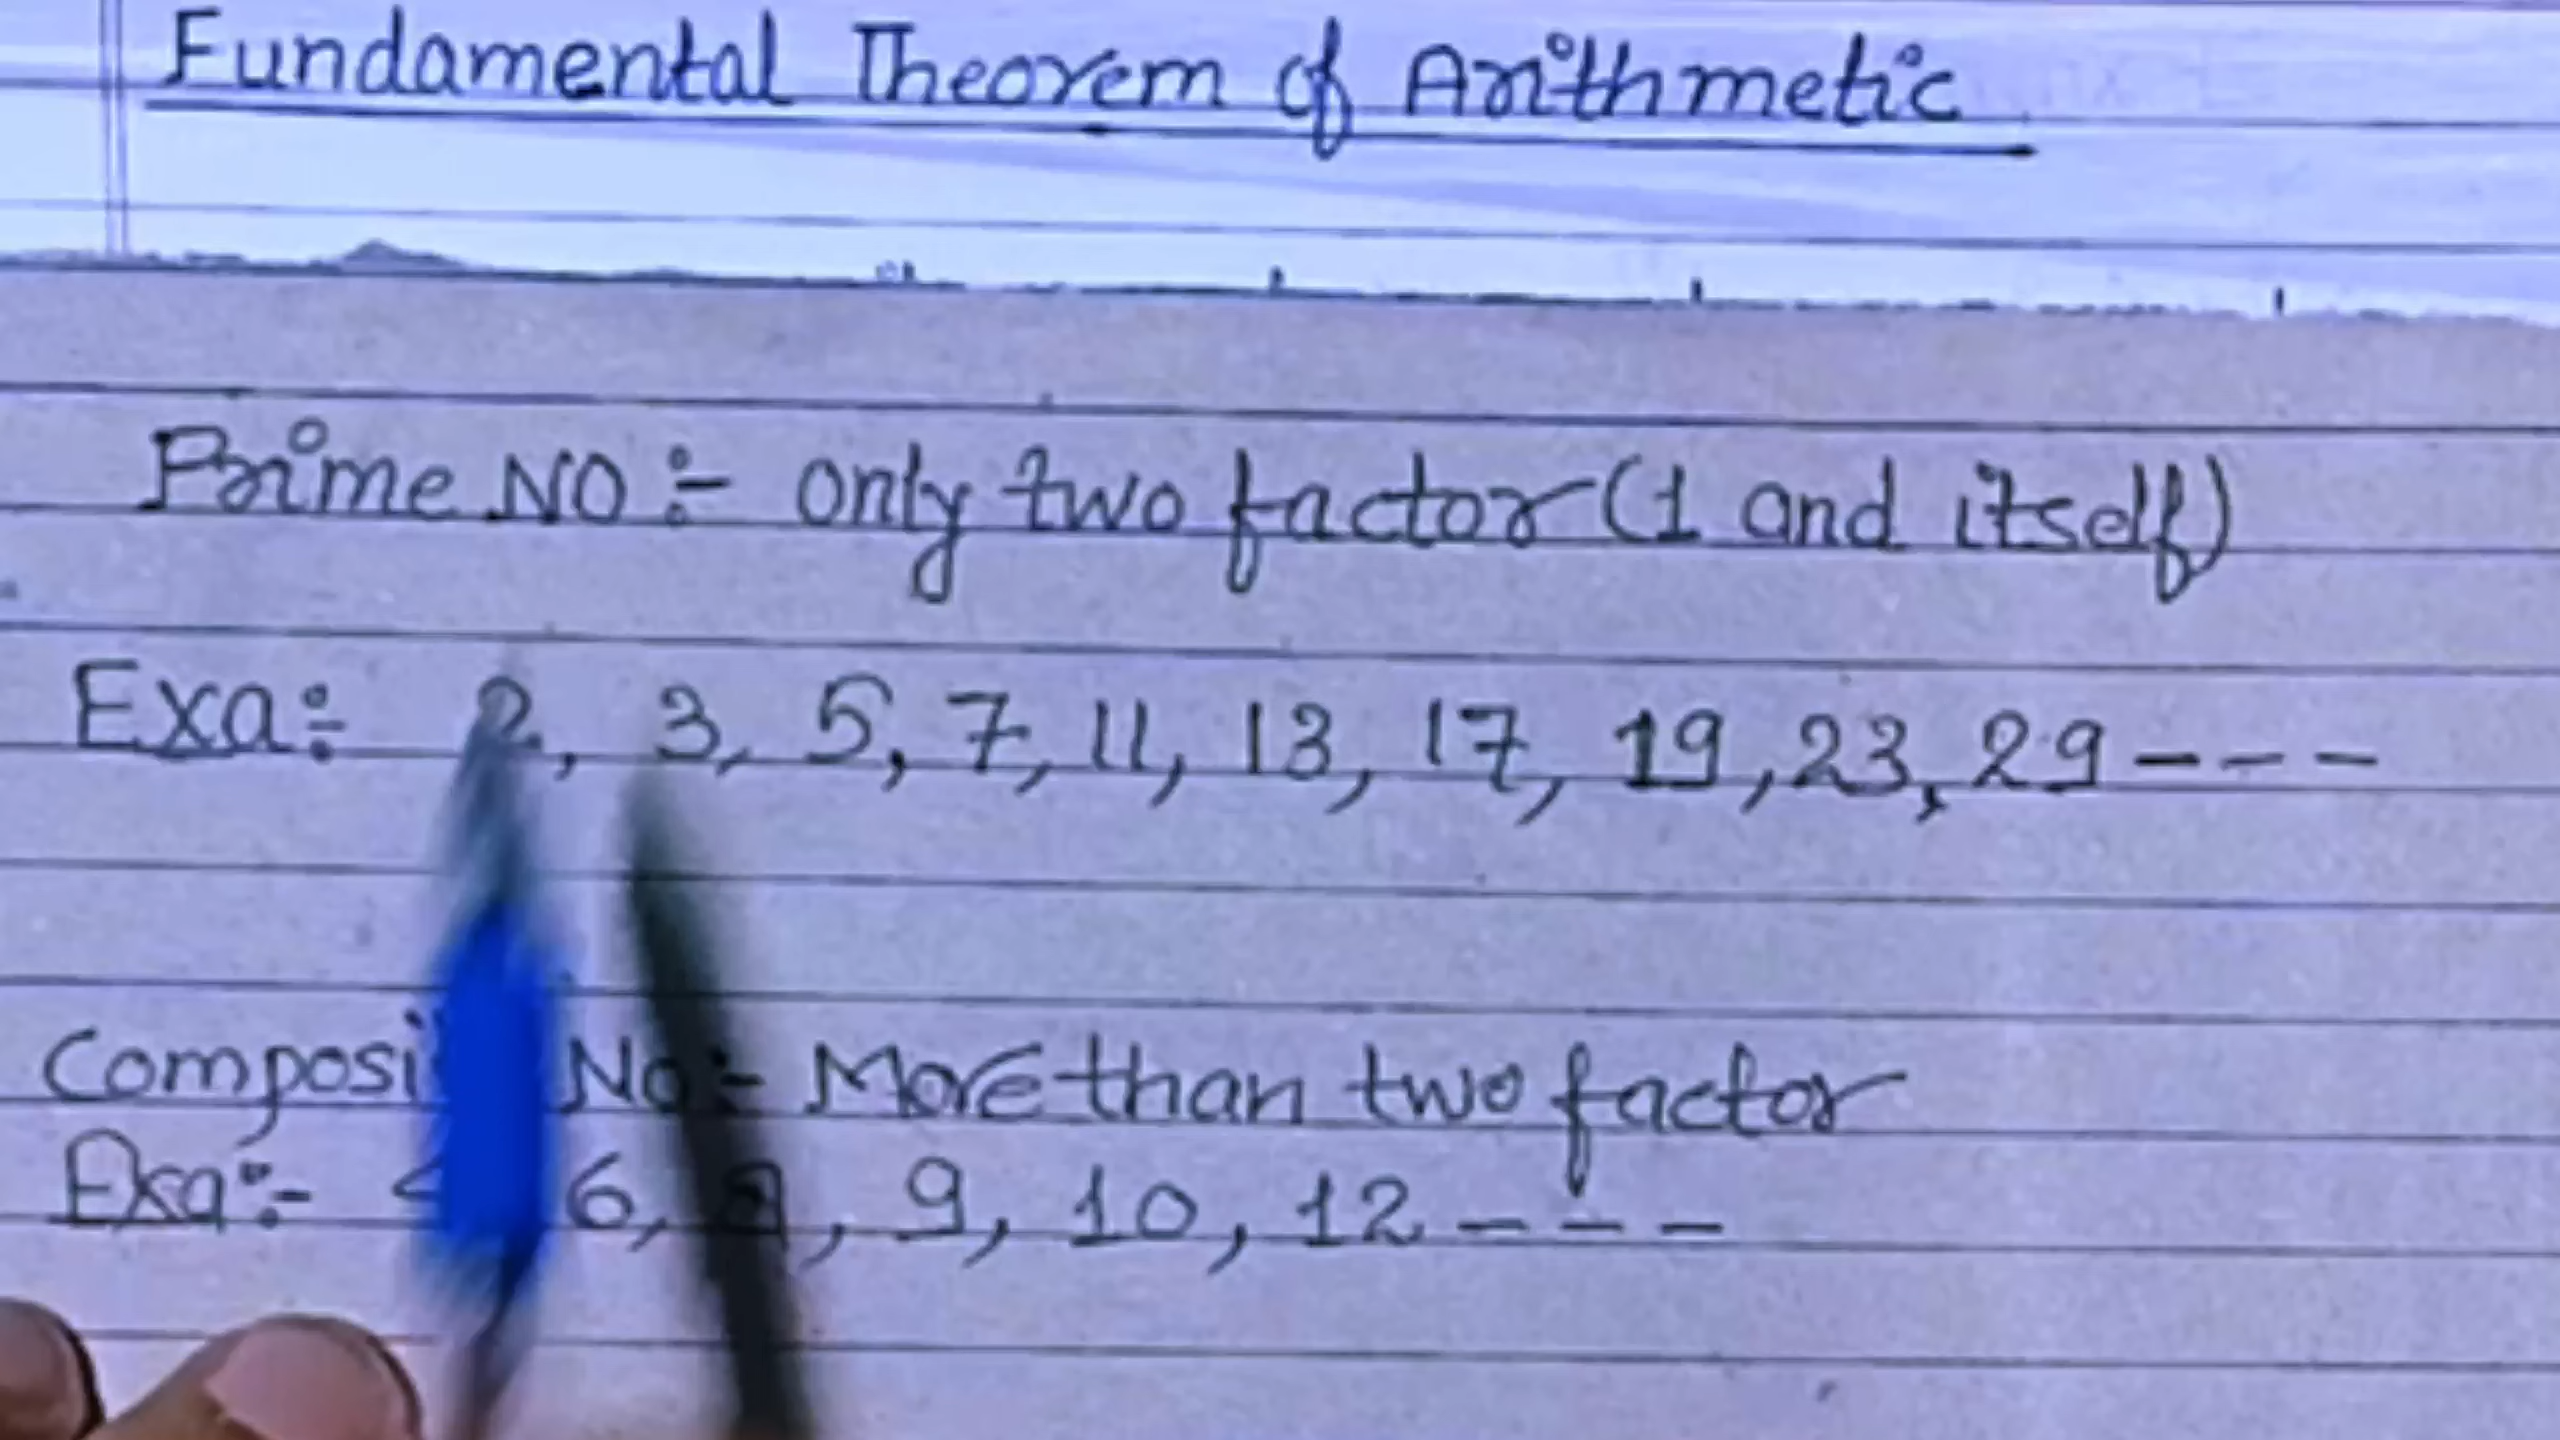 Fundamental Theorem of Arithmetic
Prime NO :- only two factor (1 and itself)
Exa :- 2, 3, 5, 7, 11, 13, 17, 19, 23, 29 - - -
No :- More than two factor
Exa :- 6, 9, 10, 12 - - -